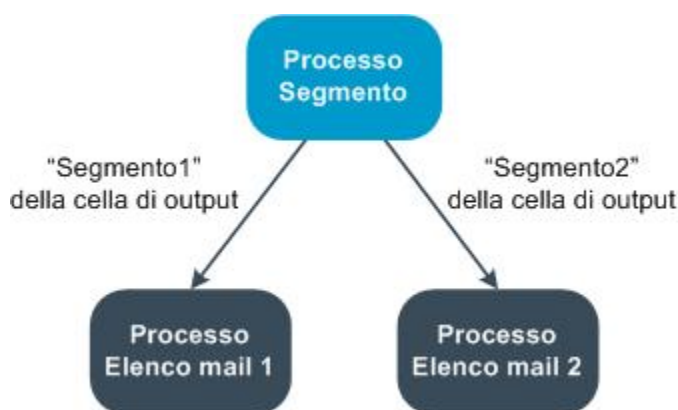 Processo
Segmento
“Segmento1”
della cella di output
“Segmento2”
della cella di output
Processo
Elenco mail 1
Processo
Elenco mail 2